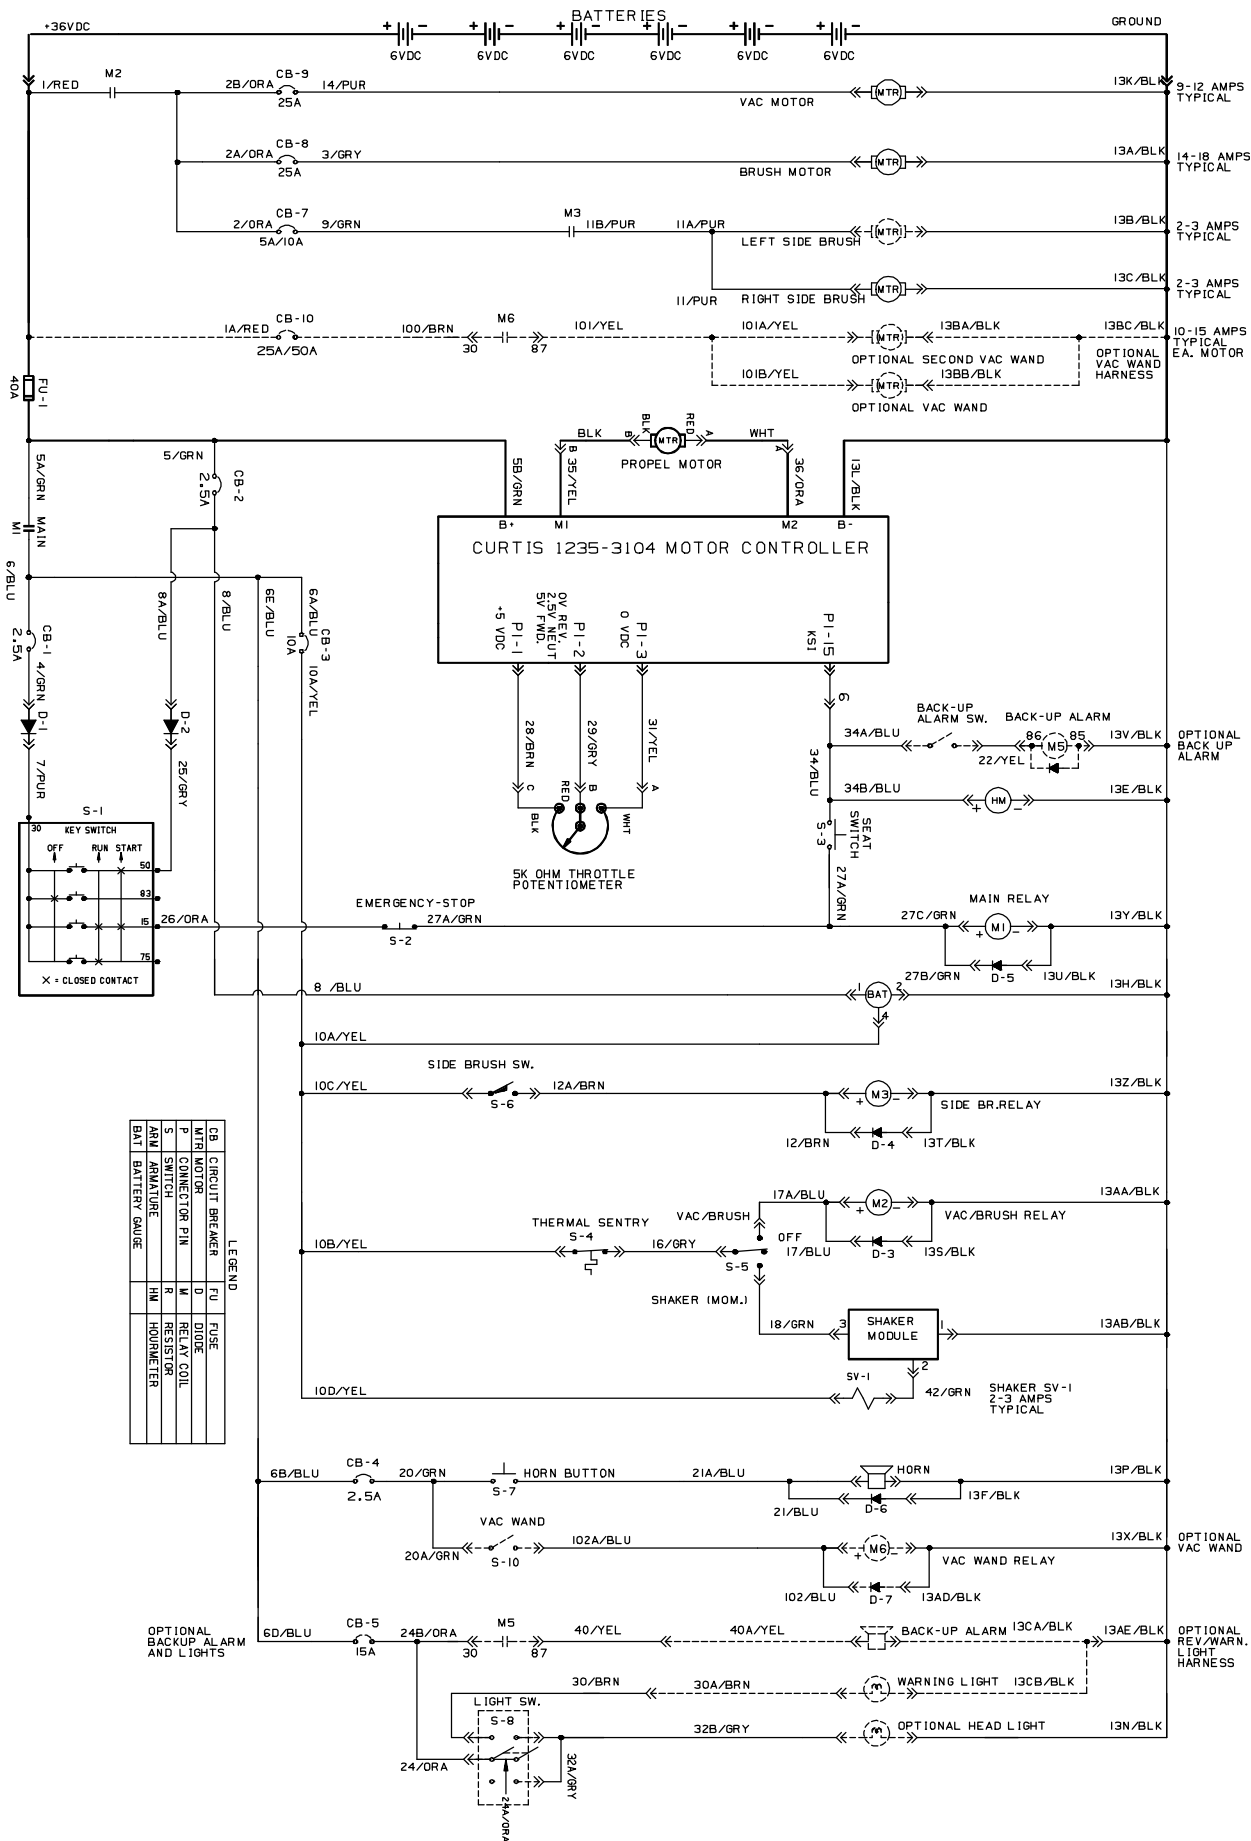 BATTERIES
+36VDC
GROUND
+ - + - + - + - + - + -
6VDC 6VDC 6VDC 6VDC 6VDC 6VDC
1/RED M2 2B/ORA CB-9 14/PUR 13K/BLK 9-12 AMPS
25A VAC MOTOR MTR TYPICAL
2A/ORA CB-8 3/GRY 13A/BLK 14-18 AMPS
25A BRUSH MOTOR MTR TYPICAL
2/ORA CB-7 9/GRN M3 11B/PUR 11A/PUR 13B/BLK 2-3 AMPS
5A/10A LEFT SIDE BRUSH MTR TYPICAL
13C/BLK 2-3 AMPS
11/PUR RIGHT SIDE BRUSH MTR TYPICAL
1A/RED CB-10 100/BRN M6 101/YEL 101A/YEL MTR 13BA/BLK 13BC/BLK 10-15 AMPS
25A/50A 30 87 TYPICAL
EA. MOTOR
OPTIONAL SECOND VAC WAND
OPTIONAL
VAC WAND
HARNESS
101B/YEL MTR 13BB/BLK
OPTIONAL VAC WAND
FU-1
40A
BLK BLK B MTR RED A WHT
PROPEL MOTOR
5A/GRN MAIN
M1
5/GRN
CB-2
2.5A
5B/GRN
B 35/YEL
A 36/ORA
13L/BLK
B+ M1 M2 B-
CURTIS 1235-3104 MOTOR CONTROLLER
6/BLU
8A/BLU
8/BLU
6E/BLU
6A/BLU
CB-3
10A
10A/YEL
P1-1
+5 VDC
P1-2
0V REV.
2.5V NEUT
5V FWD.
P1-3
0 VDC
P1-15
KSI
CB-1
2.5A
4/GRN
D-1
7/PUR
D-2
25/GRY
28/BRN C
29/GRY B
31/YEL A
BLK
RED
WHT
5K OHM THROTTLE
POTENTIOMETER
6
34/BLU
BACK-UP
ALARM SW.
BACK-UP ALARM
34A/BLU 22/YEL 86 M5 85 13V/BLK
OPTIONAL
BACK UP
ALARM
34B/BLU + HM - 13E/BLK
SEAT
SWITCH
S-3
27A/GRN
S-1
30 KEY SWITCH
OFF RUN START
50
83
15
75
X = CLOSED CONTACT
26/ORA
EMERGENCY-STOP
S-2
27A/GRN
MAIN RELAY
27C/GRN + M1 - 13Y/BLK
27B/GRN D-5 13U/BLK
8 /BLU 1 BAT 2 13H/BLK
4
10A/YEL
SIDE BRUSH SW.
10C/YEL S-6 12A/BRN + M3 - 13Z/BLK
SIDE BR.RELAY
12/BRN D-4 13T/BLK
17A/BLU + M2 - 13AA/BLK
VAC/BRUSH VAC/BRUSH RELAY
THERMAL SENTRY
S-4
10B/YEL 16/GRY S-5 OFF
17/BLU D-3 13S/BLK
SHAKER (MOM.)
18/GRN 3 SHAKER
MODULE 1 13AB/BLK
2
10D/YEL SV-1 42/GRN
SHAKER SV-1
2-3 AMPS
TYPICAL
LEGEND
CB CIRCUIT BREAKER FU FUSE
MTR MOTOR D DIODE
P CONNECTOR PIN M RELAY COIL
S SWITCH R RESISTOR
ARM ARMATURE HM HOURMETER
BAT BATTERY GAUGE
6B/BLU CB-4 20/GRN HORN BUTTON 21A/BLU HORN 13P/BLK
2.5A S-7 21/BLU D-6 13F/BLK
VAC WAND
20A/GRN S-10 102A/BLU + M6 - 13X/BLK
OPTIONAL
VAC WAND
VAC WAND RELAY
102/BLU D-7 13AD/BLK
OPTIONAL
BACKUP ALARM
AND LIGHTS
6D/BLU CB-5 24B/ORA M5 40/YEL 40A/YEL BACK-UP ALARM 13CA/BLK 13AE/BLK
15A 30 87
OPTIONAL
REV/WARN.
LIGHT
HARNESS
30/BRN 30A/BRN WARNING LIGHT 13CB/BLK
LIGHT SW.
S-8
32B/GRY OPTIONAL HEAD LIGHT 13N/BLK
24/ORA
32A/GRY
24A/ORA